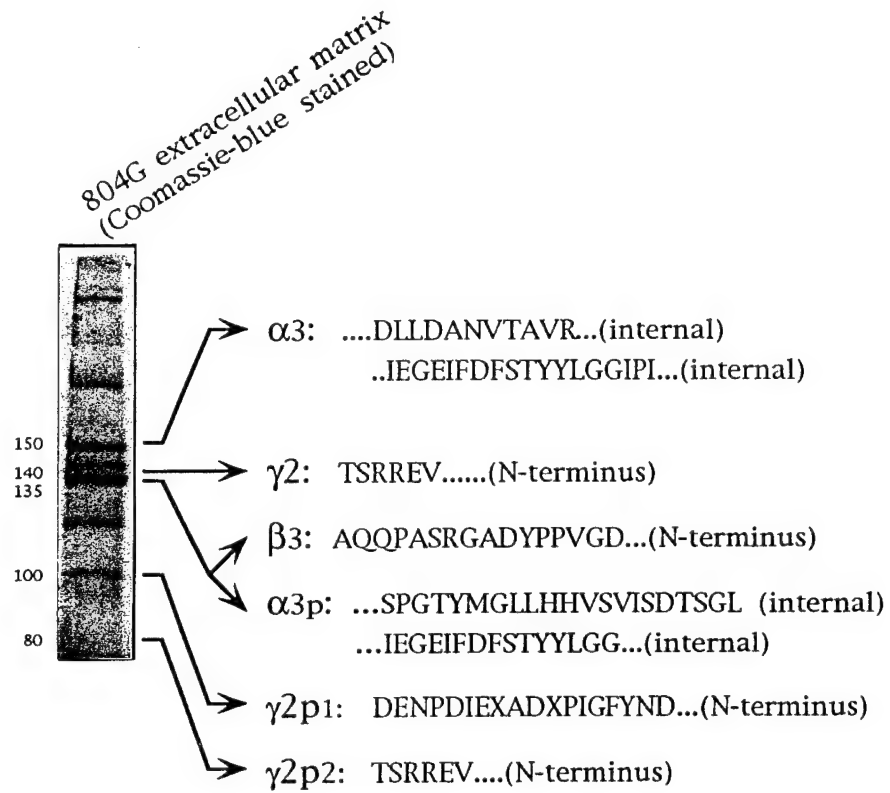 804G extracellular matrix
(Coomassie-blue stained)
150
140
135
100
80
α3: ....DLLDANVTAVR...(internal)
..IEGEIFDFSTYYLGGIPI...(internal)
γ2: TSRREV......(N-terminus)
β3: AQQPASRGADYPPVGD...(N-terminus)
α3p: ...SPGTYMGLLHHVSVISDTSGL (internal)
...IEGEIFDFSTYYLGG...(internal)
γ2p1: DENPDIEXADXPIGFYND...(N-terminus)
γ2p2: TSRREV....(N-terminus)